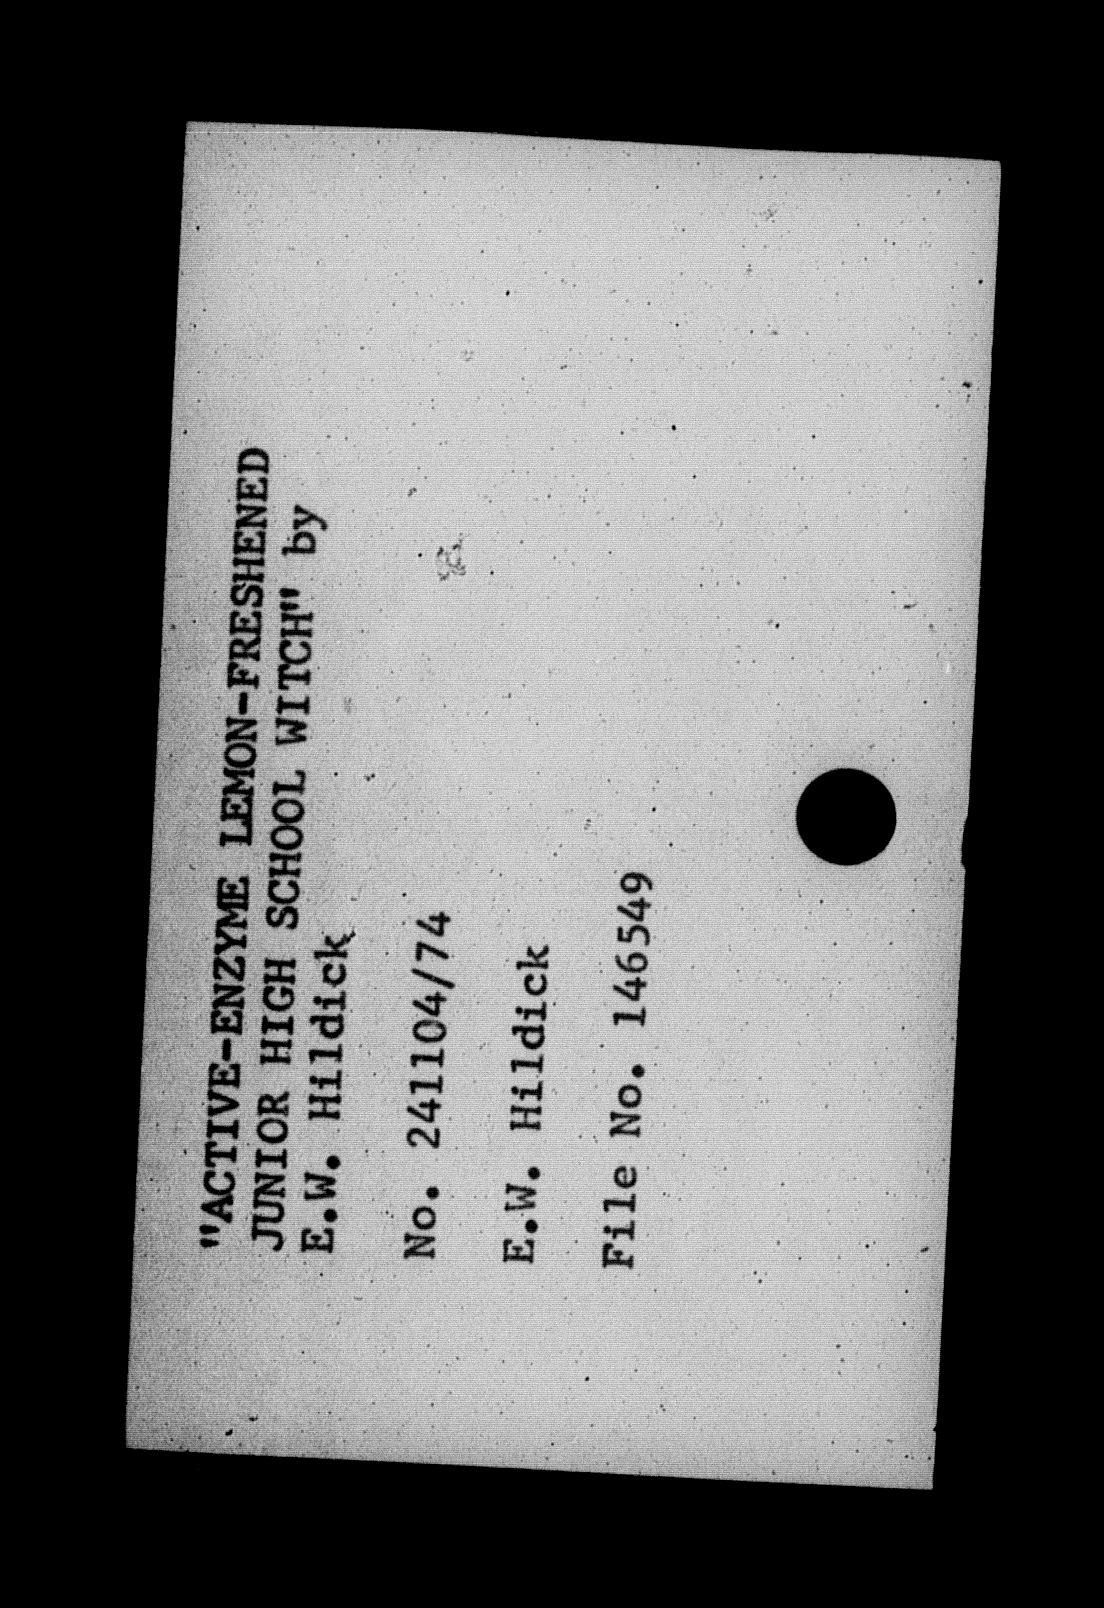 "ACTIVE-ENZYME LEMON-FRESHENED
JUNIOR HIGH SCHOOL WITCH" by
E.W. Hildick
No. 241104/74
E.W. Hildick
File No. 146549